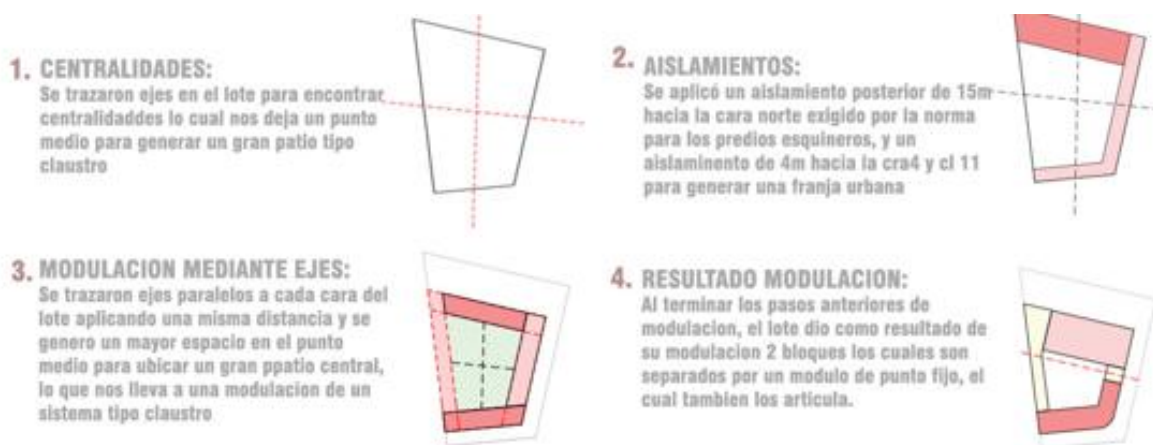 1. CENTRALIDADES:
Se trazaron ejes en el lote para encontrar
centralidaddes lo cual nos deja un punto
medio para generar un gran patio tipo
claustro
2. AISLAMIENTOS:
Se aplicó un aislamiento posterior de 15m
hacia la cara norte exigido por la norma
para los predios esquineros, y un
aislaminento de 4m hacia la cra4 y cl 11
para generar una franja urbana
3. MODULACION MEDIANTE EJES:
Se trazaron ejes paralelos a cada cara del
lote aplicando una misma distancia y se
genero un mayor espacio en el punto
medio para ubicar un gran ppatio central,
lo que nos lleva a una modulacion de un
sistema tipo claustro
4. RESULTADO MODULACION:
Al terminar los pasos anteriores de
modulacion, el lote dio como resultado de
su modulacion 2 bloques los cuales son
separados por un modulo de punto fijo, el
cual tambien los articula.